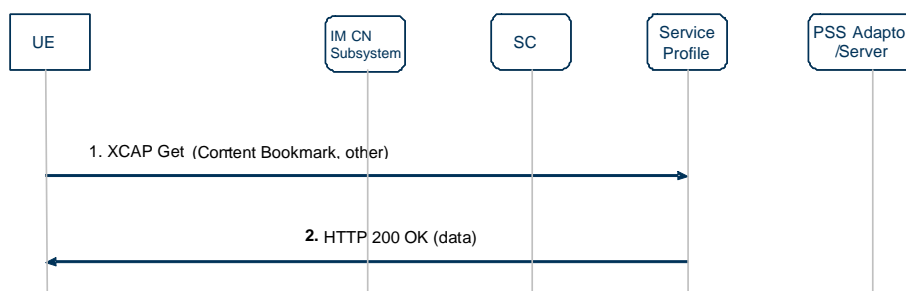 UE
IM CN
Subsystem
SC
Service
Profile
PSS Adapto
/Server
1. XCAP Get (Content Bookmark, other)
2. HTTP 200 OK (data)